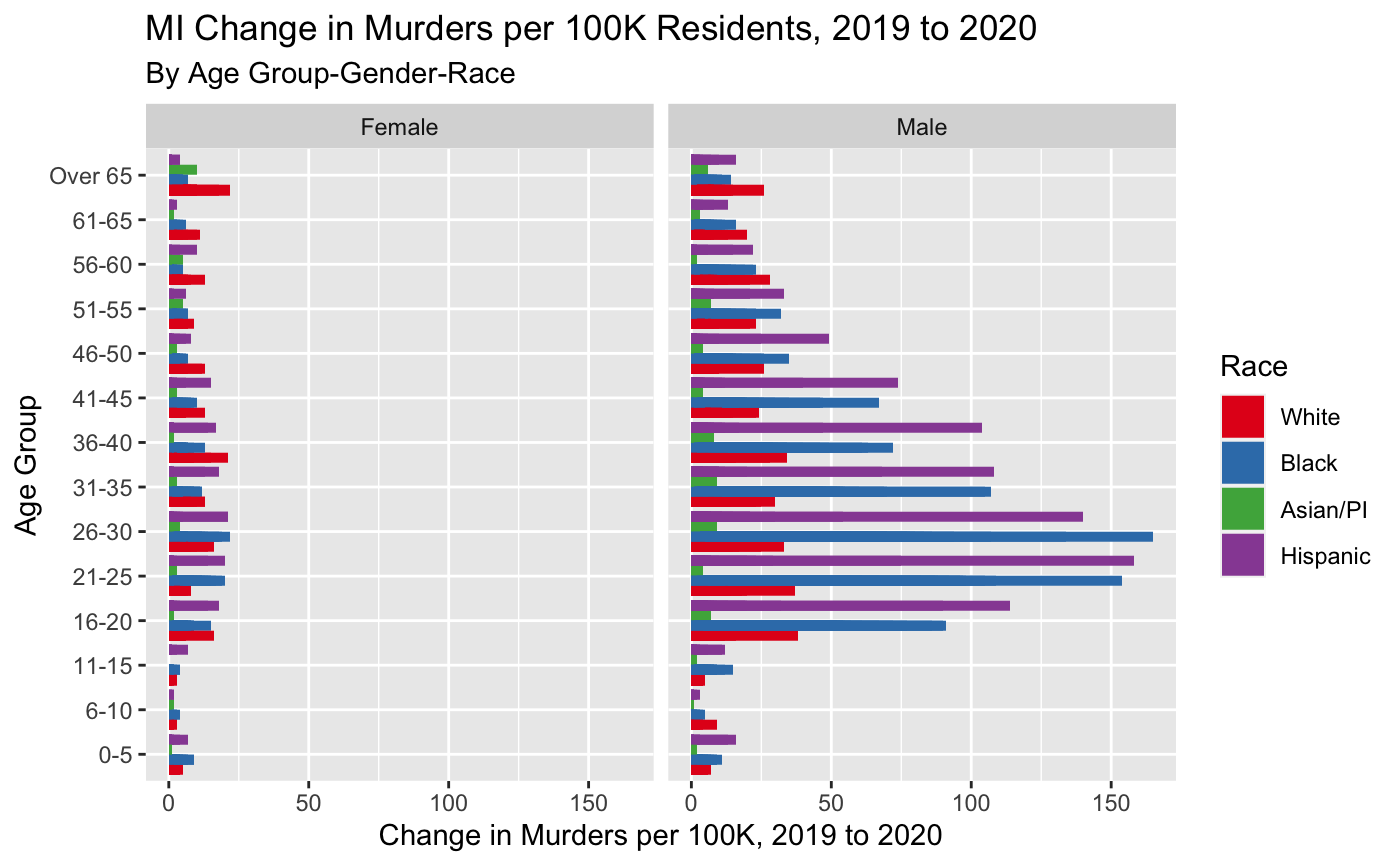 MI Change in Murders per 100K Residents, 2019 to 2020
By Age Group-Gender-Race
Female
Male
Age Group
Over 65
61-65
56-60
51-55
46-50
41-45
36-40
31-35
26-30
21-25
16-20
11-15
6-10
0-5
0 50 100 150
0 50 100 150
Change in Murders per 100K, 2019 to 2020
Race
White
Black
Asian/PI
Hispanic